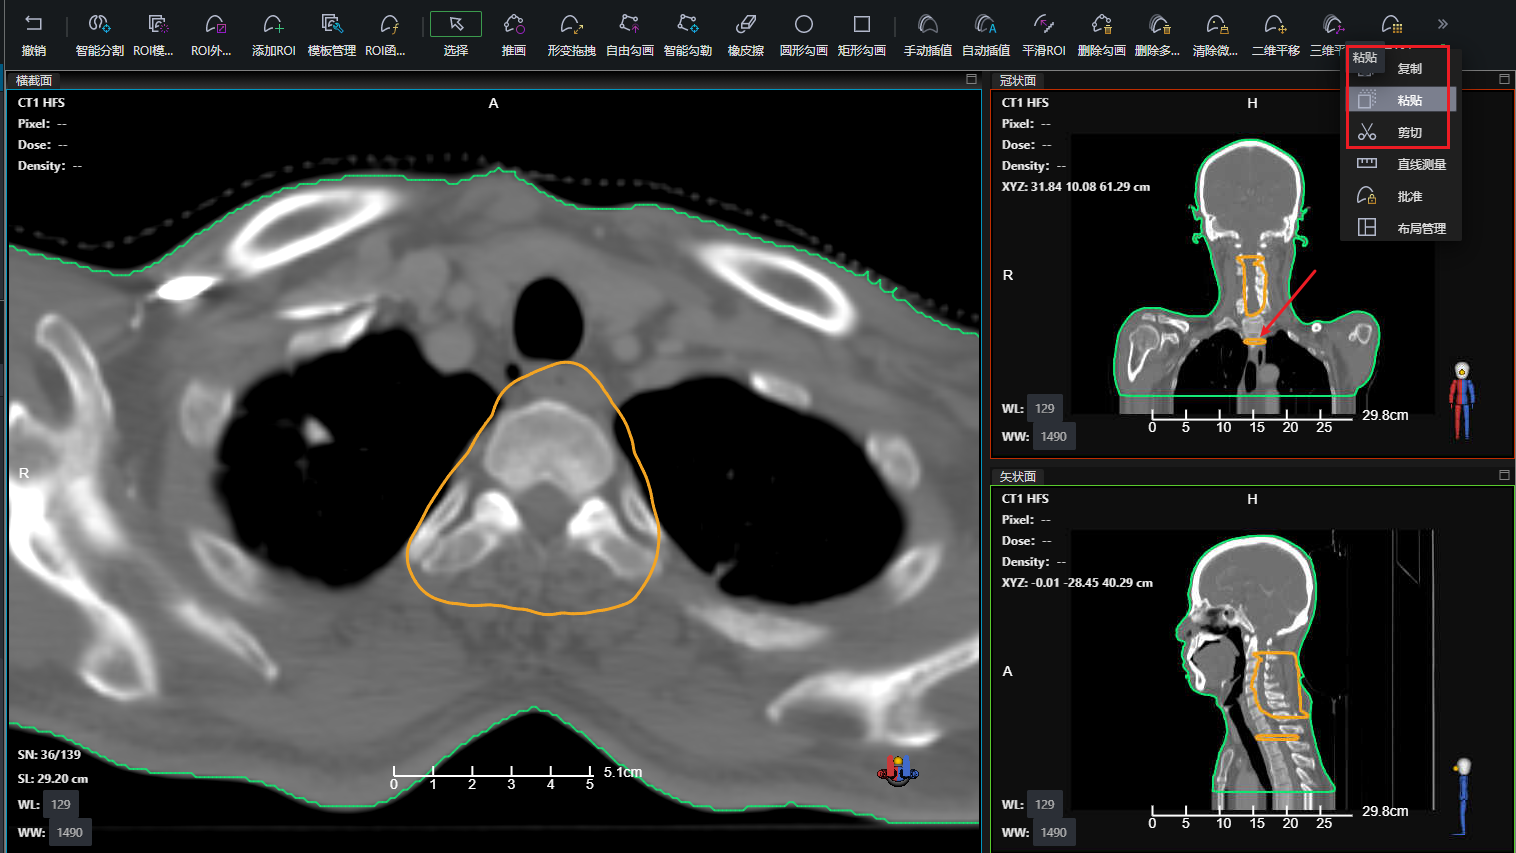 撤销 智能分割 ROI模... ROI外... 添加ROI 模板管理 ROI函... 选择 推画 形变拖拽 自由勾画 智能勾勒 橡皮擦 圆形勾画 矩形勾画 手动插值 自动插值 平滑ROI 删除勾画 删除多... 清除微... 二维平移 三维平
粘贴
复制
粘贴
剪切
直线测量
批准
布局管理
横截面
CT1 HFS
Pixel: --
Dose: --
Density: --
A
R
SN: 36/139
SL: 29.20 cm
WL: 129
WW: 1490
0 1 2 3 4 5 5.1cm
冠状面
CT1 HFS
Pixel: --
Dose: --
Density: --
XYZ: 31.84 10.08 61.29 cm
H
R
WL: 129
WW: 1490
0 5 10 15 20 25 29.8cm
矢状面
CT1 HFS
Pixel: --
Dose: --
Density: --
XYZ: -0.01 -28.45 40.29 cm
H
A
WL: 129
WW: 1490
0 5 10 15 20 25 29.8cm